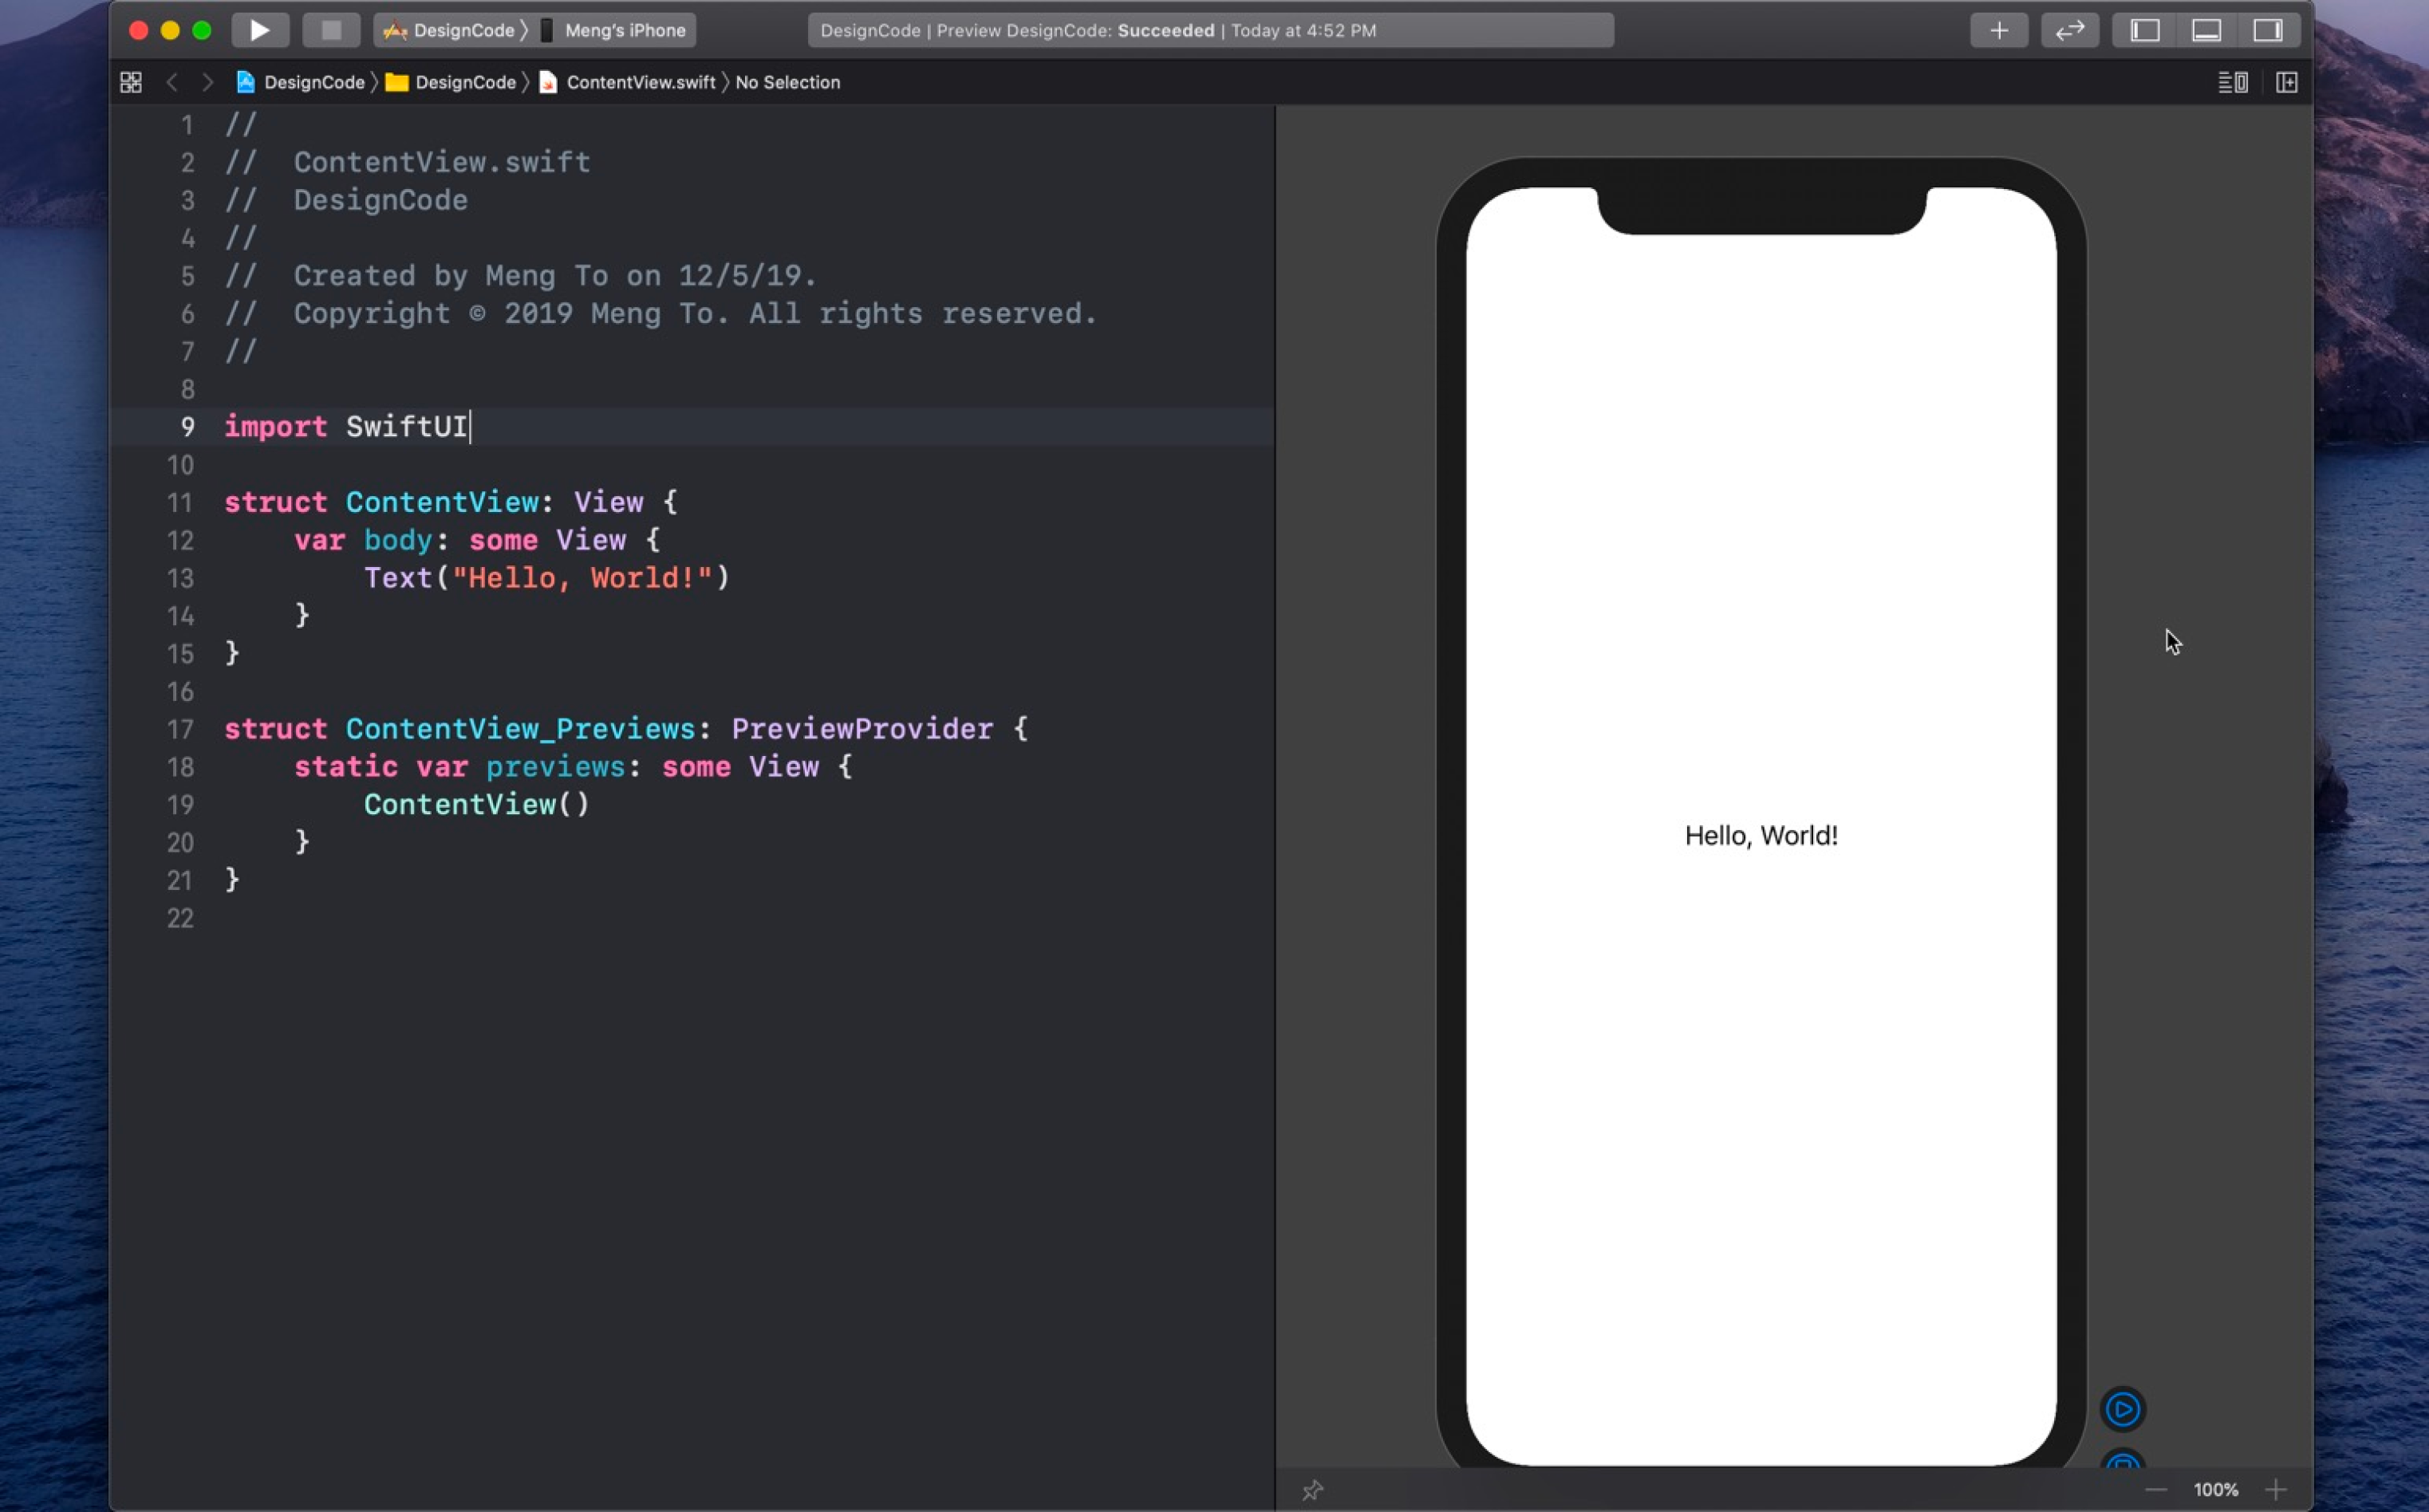 DesignCode 〉 Meng's iPhone
DesignCode | Preview DesignCode: Succeeded | Today at 4:52 PM
DesignCode 〉 DesignCode 〉 ContentView.swift 〉 No Selection
1 //
2 //  ContentView.swift
3 //  DesignCode
4 //
5 //  Created by Meng To on 12/5/19.
6 //  Copyright © 2019 Meng To. All rights reserved.
7 //
8
9 import SwiftUI
10
11 struct ContentView: View {
12     var body: some View {
13         Text("Hello, World!")
14     }
15 }
16
17 struct ContentView_Previews: PreviewProvider {
18     static var previews: some View {
19         ContentView()
20     }
21 }
22
Hello, World!
100%